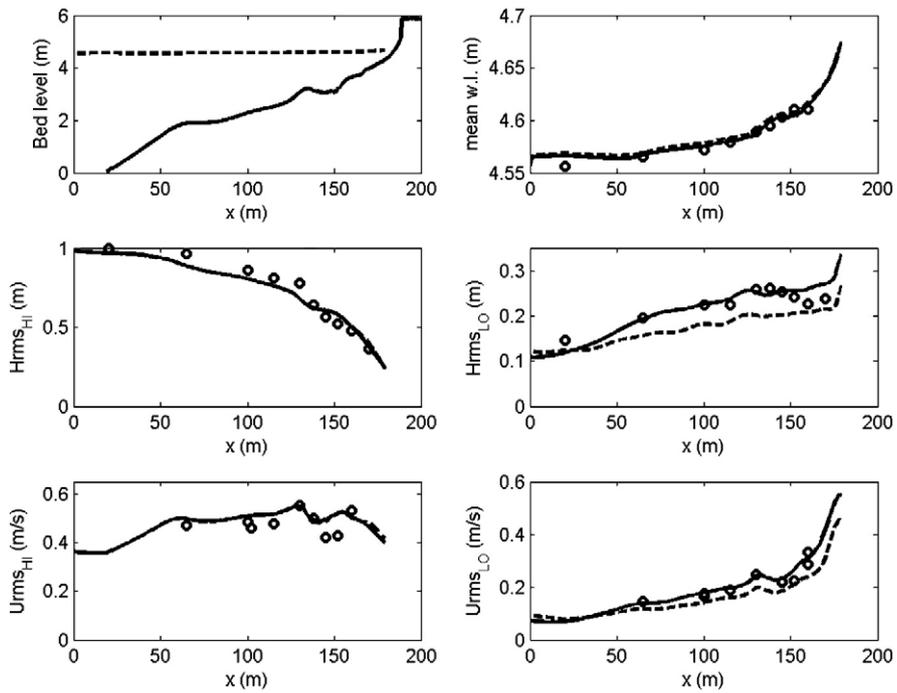 Bed level (m)
6
4
2
0
0 50 100 150 200
x (m)
mean w.l. (m)
4.7
4.65
4.6
4.55
0 50 100 150 200
x (m)
Hrms_HI (m)
1
0.5
0
0 50 100 150 200
x (m)
Hrms_LO (m)
0.3
0.2
0.1
0
0 50 100 150 200
x (m)
Urms_HI (m/s)
0.6
0.4
0.2
0
0 50 100 150 200
x (m)
Urms_LO (m/s)
0.6
0.4
0.2
0
0 50 100 150 200
x (m)